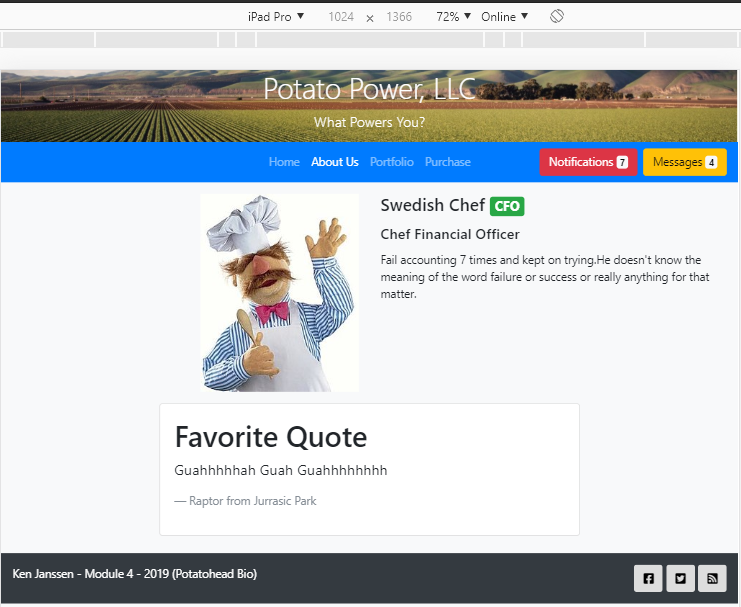 iPad Pro ▼ 1024 × 1366 72% ▼ Online ▼
Potato Power, LLC
What Powers You?
Home About Us Portfolio Purchase Notifications 7 Messages 4
Swedish Chef CFO
Chef Financial Officer
Fail accounting 7 times and kept on trying.He doesn't know the
meaning of the word failure or success or really anything for that
matter.
Favorite Quote
Guahhhhhah Guah Guahhhhhhhh
— Raptor from Jurrasic Park
Ken Janssen - Module 4 - 2019 (Potatohead Bio)